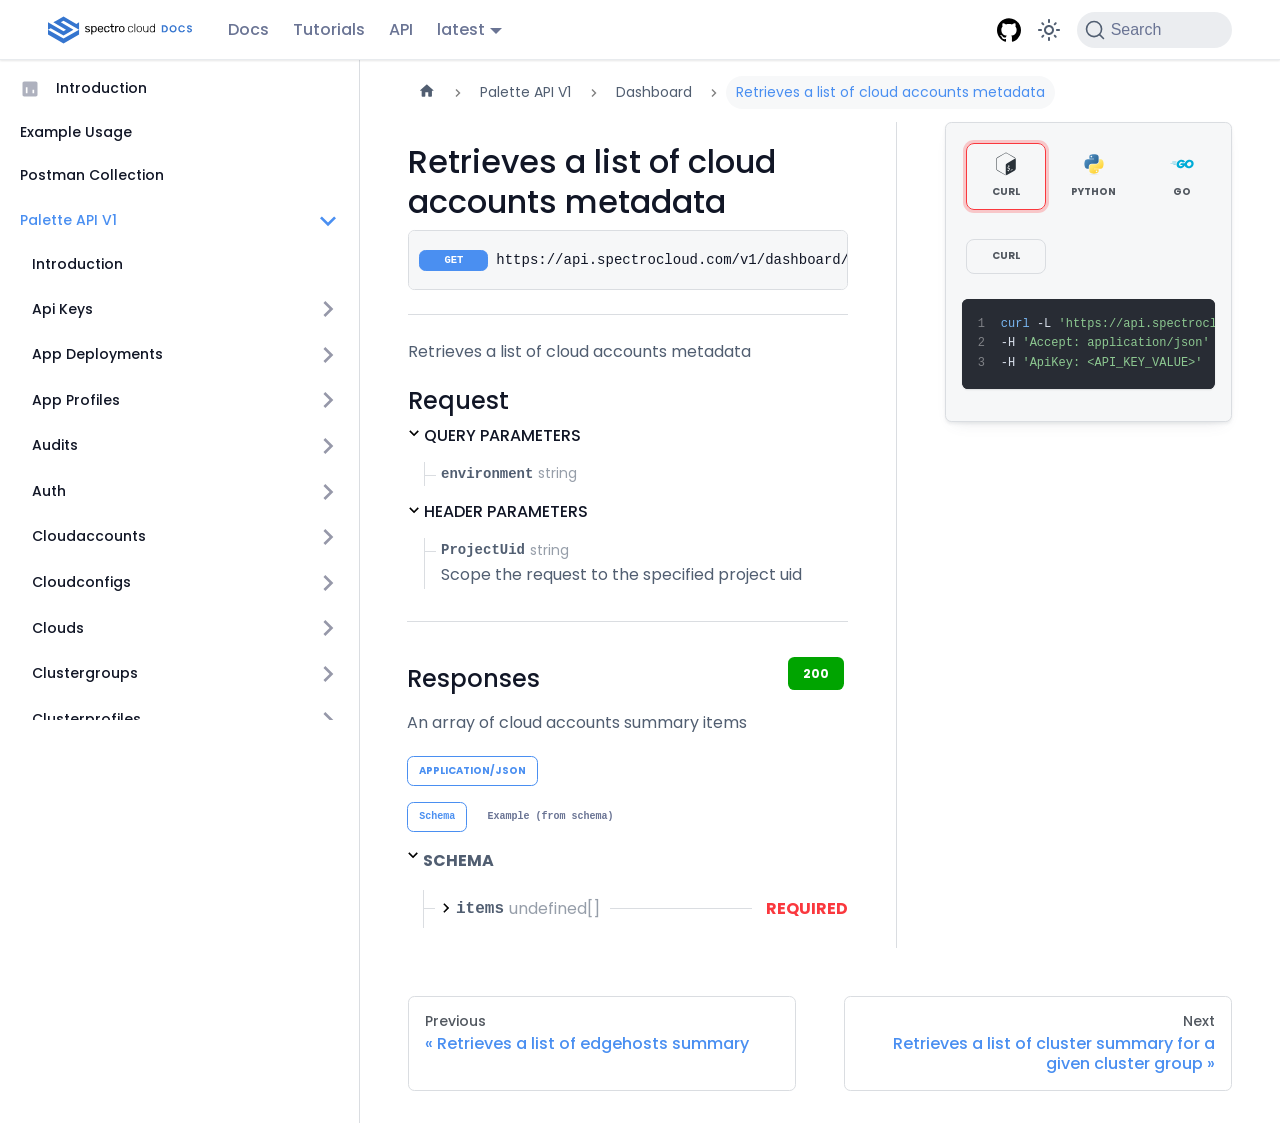 spectro cloud DOCS
Docs
Tutorials
API
latest
Search
Introduction
Example Usage
Postman Collection
Palette API V1
Introduction
Api Keys
App Deployments
App Profiles
Audits
Auth
Cloudaccounts
Cloudconfigs
Clouds
Clustergroups
Clusterprofiles
Palette API V1
Dashboard
Retrieves a list of cloud accounts metadata
Retrieves a list of cloud
accounts metadata
GET https://api.spectrocloud.com/v1/dashboard/
Retrieves a list of cloud accounts metadata
Request
QUERY PARAMETERS
environment string
HEADER PARAMETERS
ProjectUid string
Scope the request to the specified project uid
Responses
200
An array of cloud accounts summary items
APPLICATION/JSON
Schema
Example (from schema)
SCHEMA
items undefined[]
REQUIRED
CURL
PYTHON
GO
CURL
1 curl -L 'https://api.spectrocl
2 -H 'Accept: application/json'
3 -H 'ApiKey: <API_KEY_VALUE>'
Previous
« Retrieves a list of edgehosts summary
Next
Retrieves a list of cluster summary for a
given cluster group »